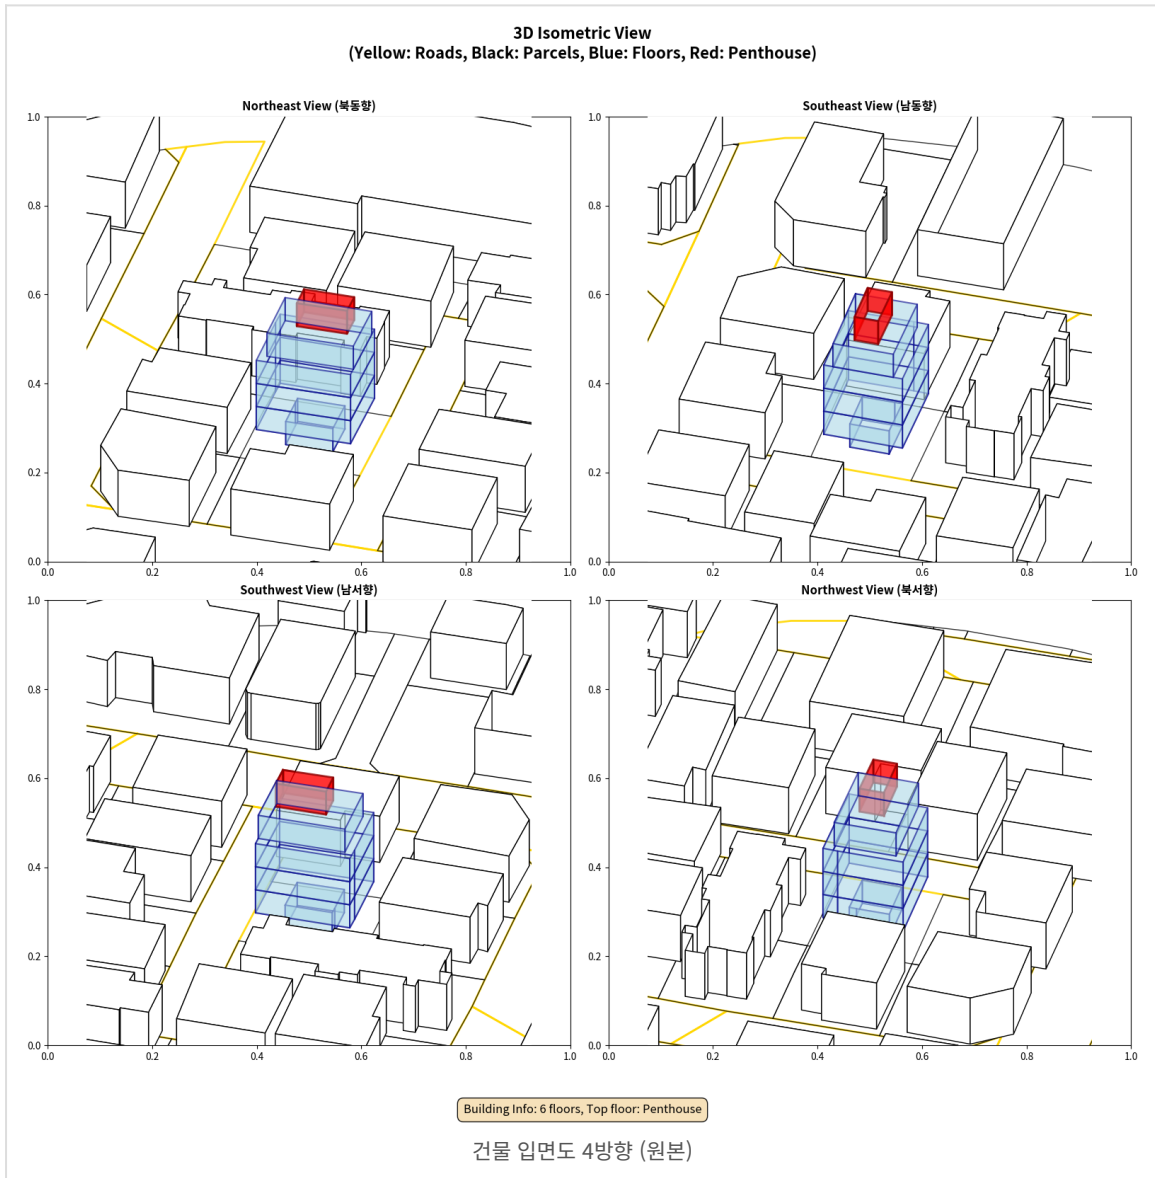 3D Isometric View
(Yellow: Roads, Black: Parcels, Blue: Floors, Red: Penthouse)
Northeast View (북동향)
1.0
0.8
0.6
0.4
0.2
0.0
0.0 0.2 0.4 0.6 0.8 1.0
Southeast View (남동향)
1.0
0.8
0.6
0.4
0.2
0.0
0.0 0.2 0.4 0.6 0.8 1.0
Southwest View (남서향)
1.0
0.8
0.6
0.4
0.2
0.0
0.0 0.2 0.4 0.6 0.8 1.0
Northwest View (북서향)
1.0
0.8
0.6
0.4
0.2
0.0
0.0 0.2 0.4 0.6 0.8 1.0
Building Info: 6 floors, Top floor: Penthouse
건물 입면도 4방향 (원본)